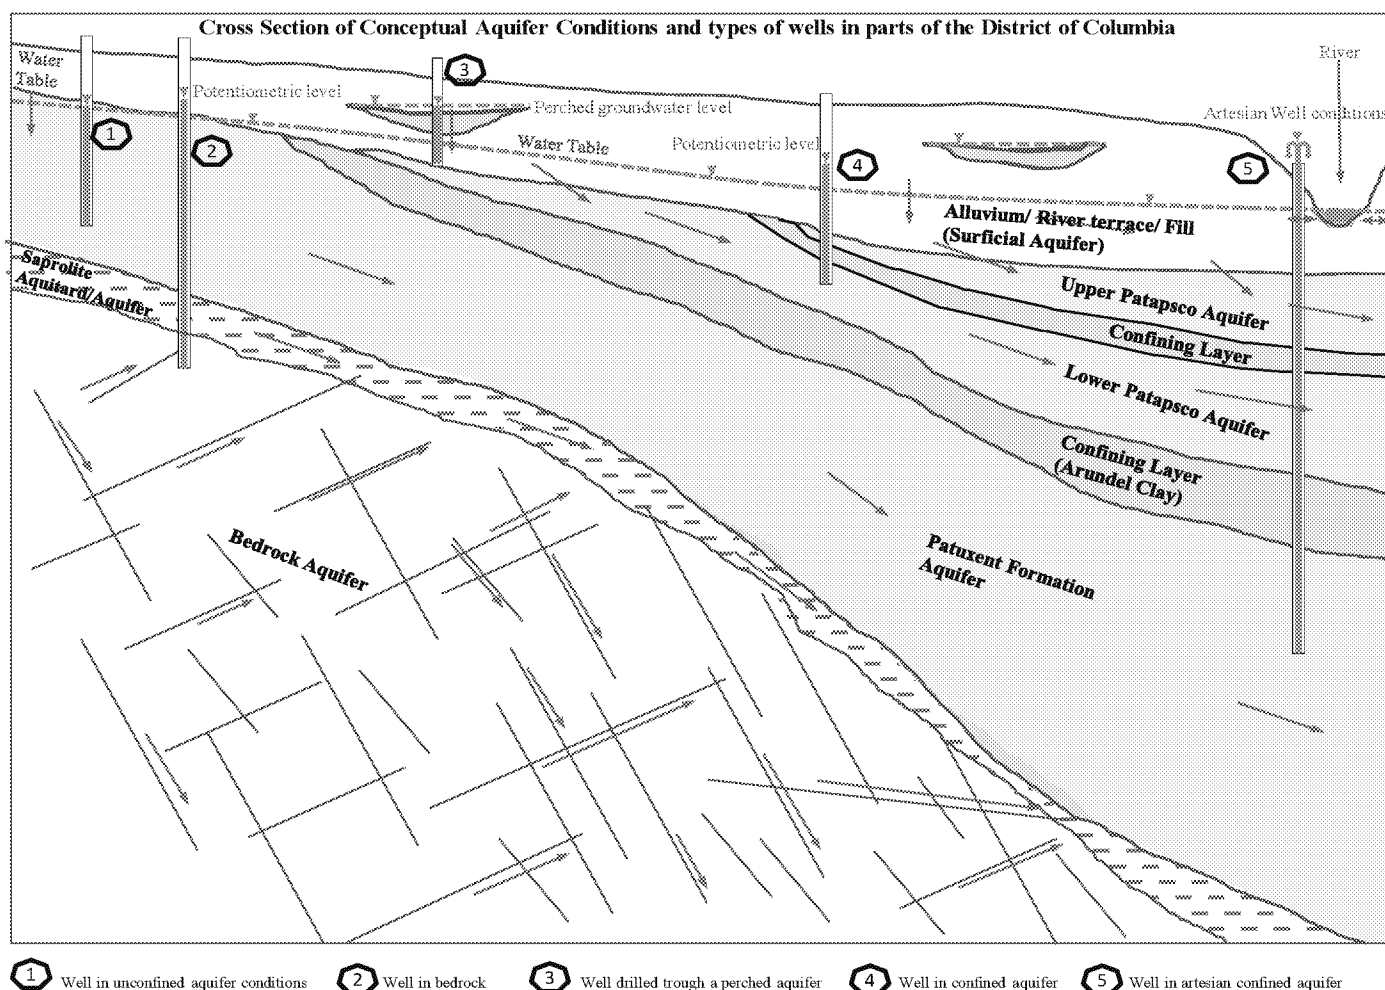 Cross Section of Conceptual Aquifer Conditions and types of wells in parts of the District of Columbia
Water
Table
3
River
Potentiometric level
Perched groundwater level
Artesian Well conditions
1
2
Water Table
Potentiometric level
4
5
Alluvium/ River terrace/ Fill
(Surficial Aquifer)
Saprolite
Aquitard/Aquifer
Upper Patapsco Aquifer
Confining Layer
Lower Patapsco Aquifer
Confining Layer
(Arundel Clay)
Bedrock Aquifer
Patuxent Formation
Aquifer
1 Well in unconfined aquifer conditions
2 Well in bedrock
3 Well drilled trough a perched aquifer
4 Well in confined aquifer
5 Well in artesian confined aquifer